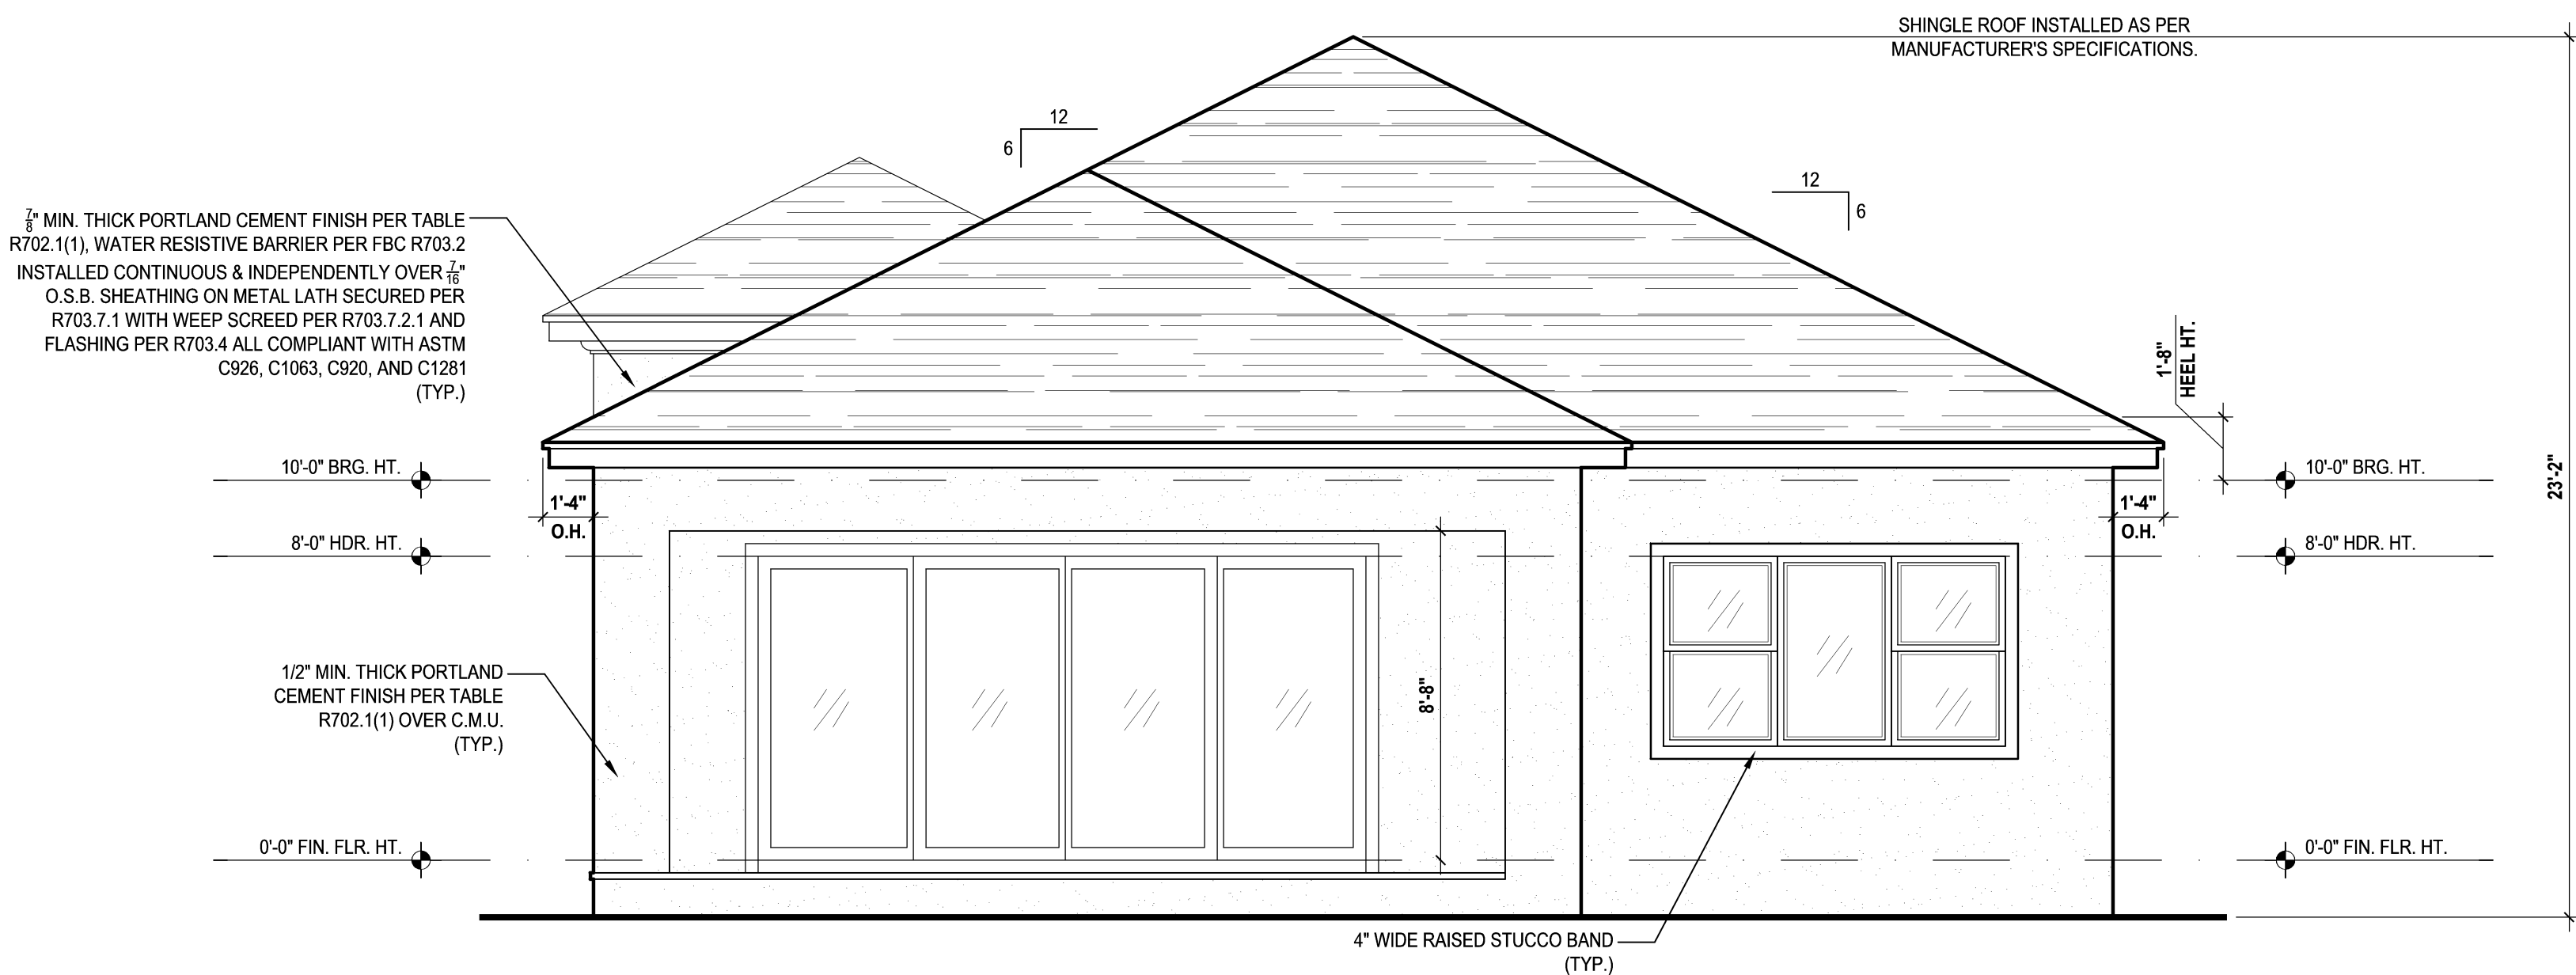 SHINGLE ROOF INSTALLED AS PER
MANUFACTURER'S SPECIFICATIONS.
12
6
12
6
7/8" MIN. THICK PORTLAND CEMENT FINISH PER TABLE
R702.1(1), WATER RESISTIVE BARRIER PER FBC R703.2
INSTALLED CONTINUOUS & INDEPENDENTLY OVER 7/16"
O.S.B. SHEATHING ON METAL LATH SECURED PER
R703.7.1 WITH WEEP SCREED PER R703.7.2.1 AND
FLASHING PER R703.4 ALL COMPLIANT WITH ASTM
C926, C1063, C920, AND C1281
(TYP.)
1'-8"
HEEL HT.
23'-2"
10'-0" BRG. HT.
10'-0" BRG. HT.
1'-4"
O.H.
1'-4"
O.H.
8'-0" HDR. HT.
8'-0" HDR. HT.
8'-8"
1/2" MIN. THICK PORTLAND
CEMENT FINISH PER TABLE
R702.1(1) OVER C.M.U.
(TYP.)
0'-0" FIN. FLR. HT.
0'-0" FIN. FLR. HT.
4" WIDE RAISED STUCCO BAND
(TYP.)